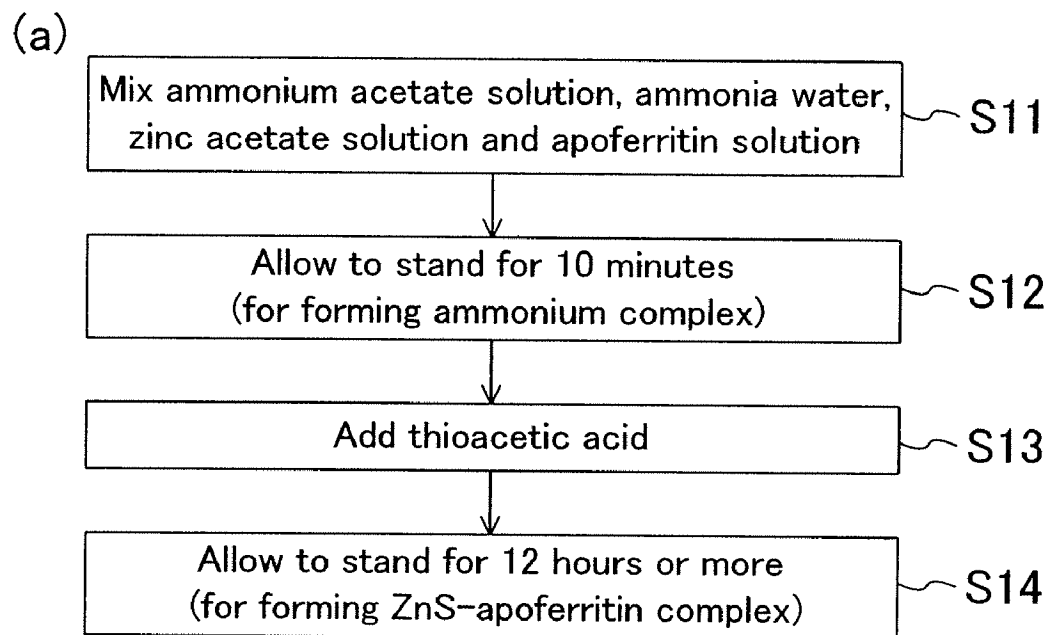 (a)
Mix ammonium acetate solution, ammonia water,
zinc acetate solution and apoferritin solution
S11
Allow to stand for 10 minutes
(for forming ammonium complex)
S12
Add thioacetic acid
S13
Allow to stand for 12 hours or more
(for forming ZnS-apoferritin complex)
S14